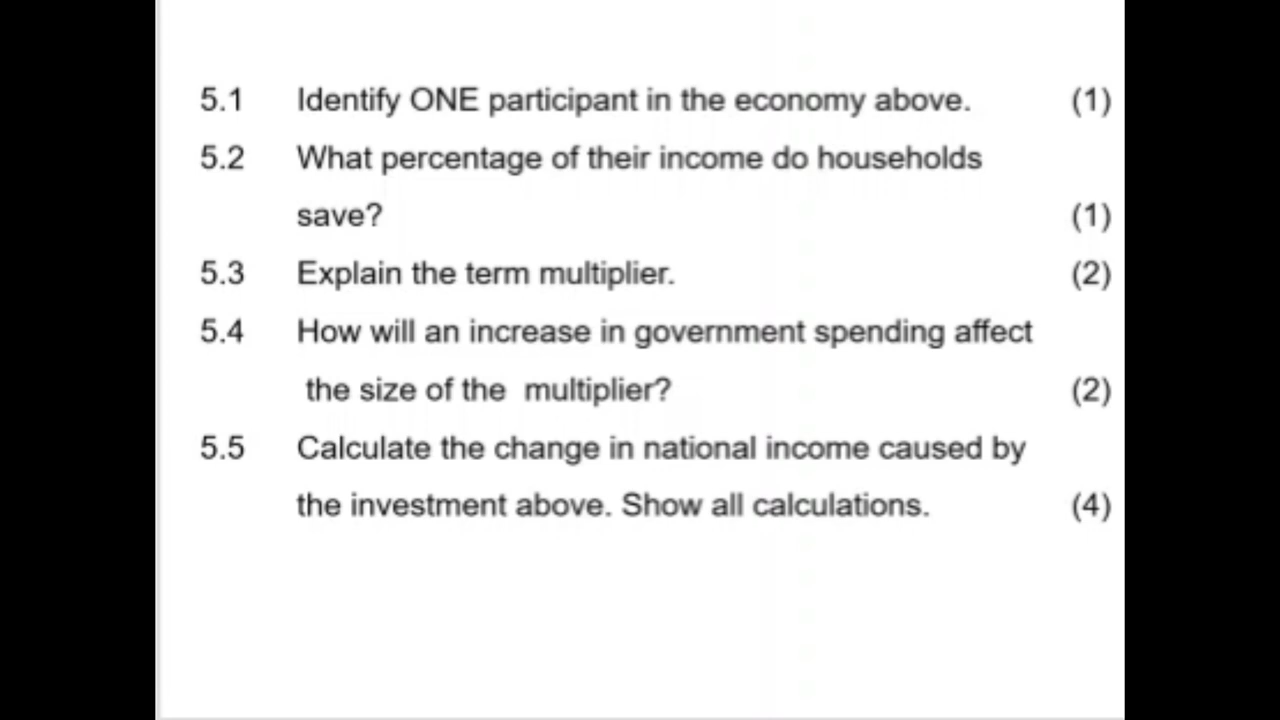 5.1 Identify ONE participant in the economy above. (1)
5.2 What percentage of their income do households
save? (1)
5.3 Explain the term multiplier. (2)
5.4 How will an increase in government spending affect
the size of the multiplier? (2)
5.5 Calculate the change in national income caused by
the investment above. Show all calculations. (4)